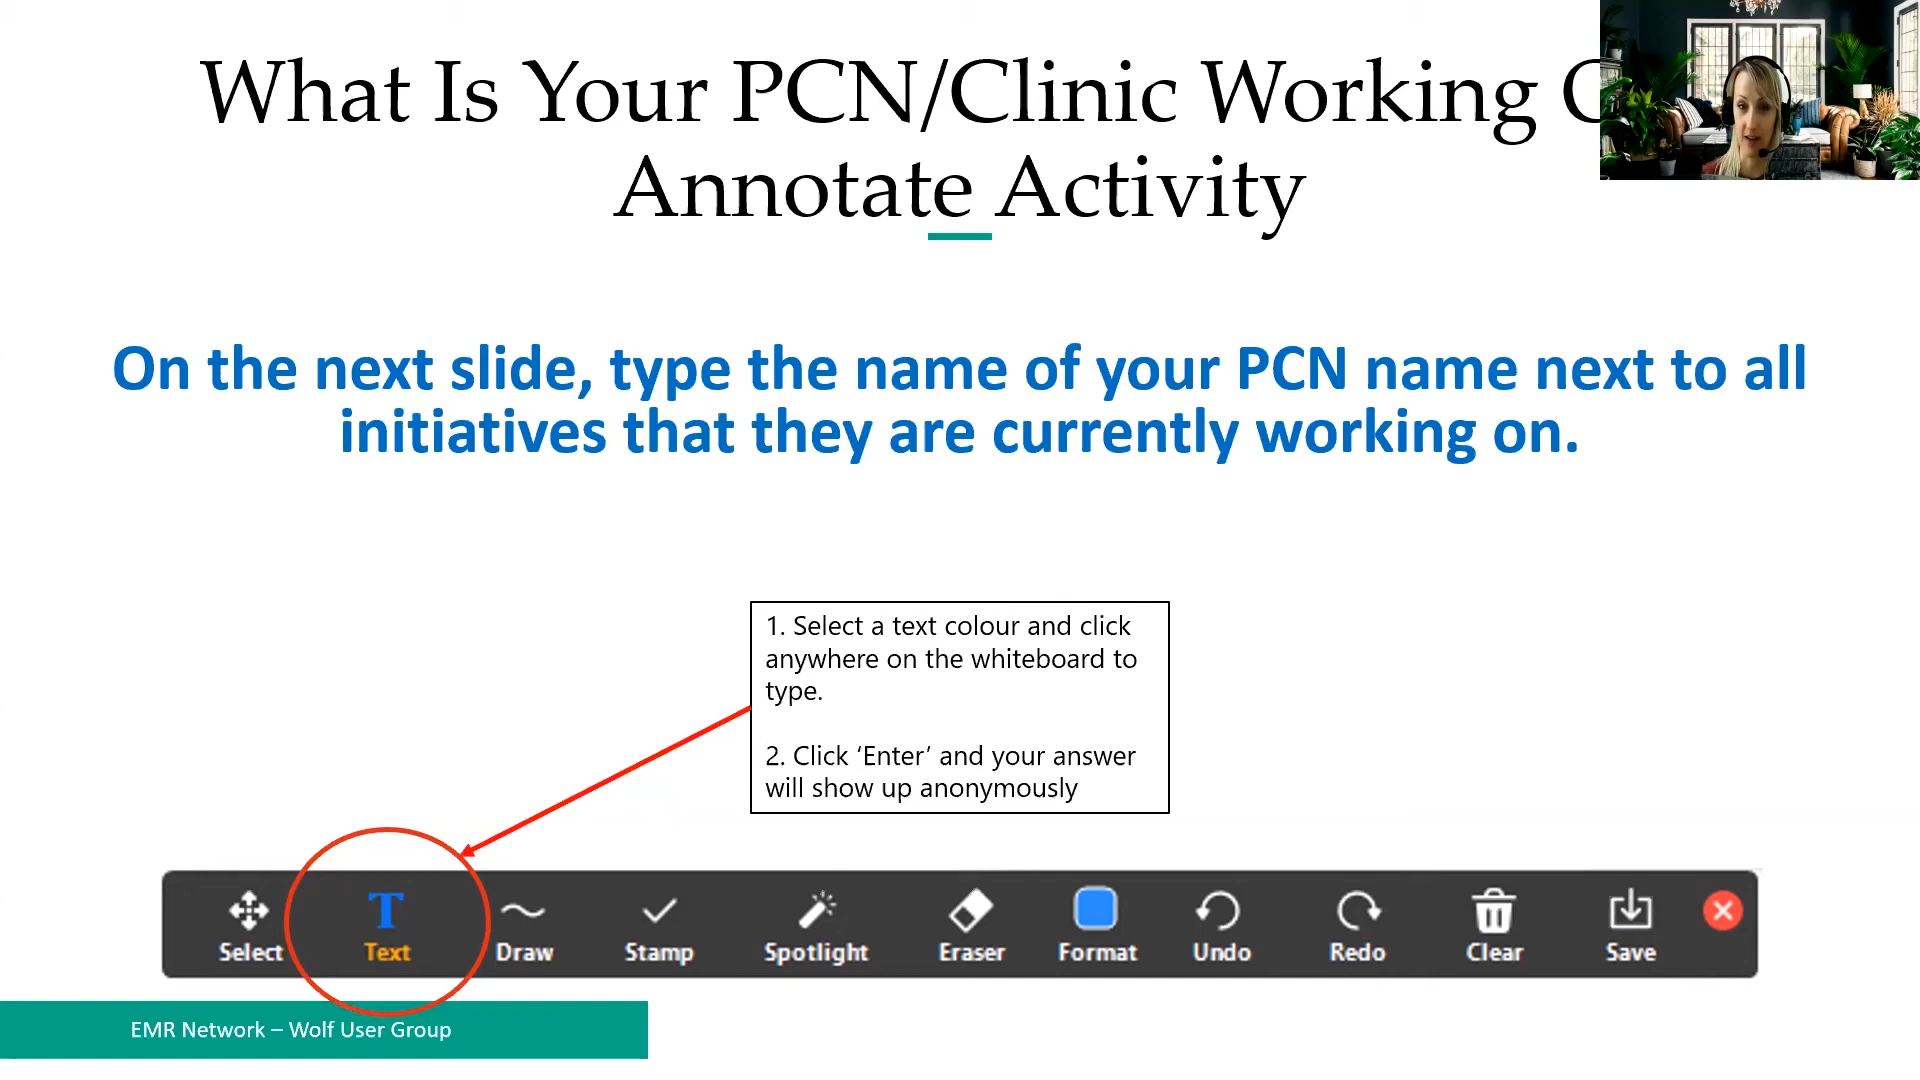 What Is Your PCN/Clinic Working
Annotate Activity
On the next slide, type the name of your PCN name next to all
initiatives that they are currently working on.
1. Select a text colour and click
anywhere on the whiteboard to
type.
2. Click ‘Enter’ and your answer
will show up anonymously
T
Select Text Draw Stamp Spotlight Eraser Format Undo Redo Clear Save
EMR Network – Wolf User Group